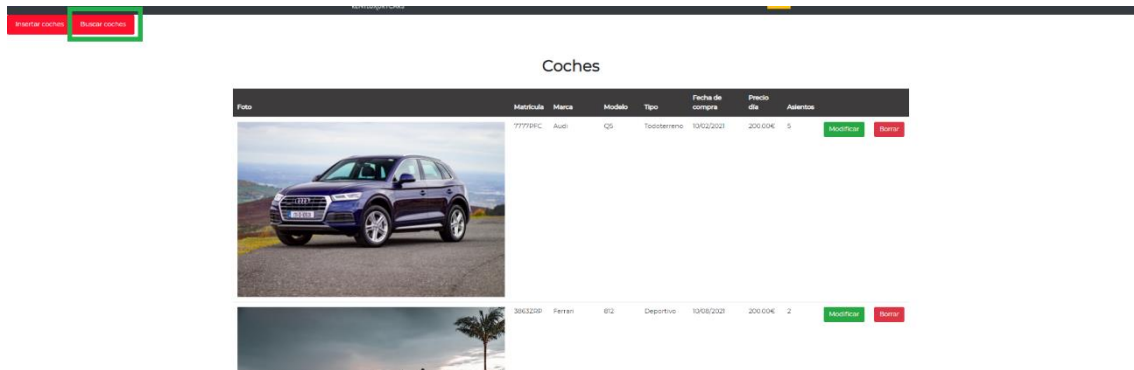 Insertar coches Buscar coches
Coches
Foto Matrícula Marca Modelo Tipo Fecha de compra Precio día Asientos
7777PFC Audi Q5 Todoterreno 10/02/2021 200.00€ 5 Modificar Borrar
3863ZRP Ferrari 812 Deportivo 10/08/2021 200.00€ 2 Modificar Borrar